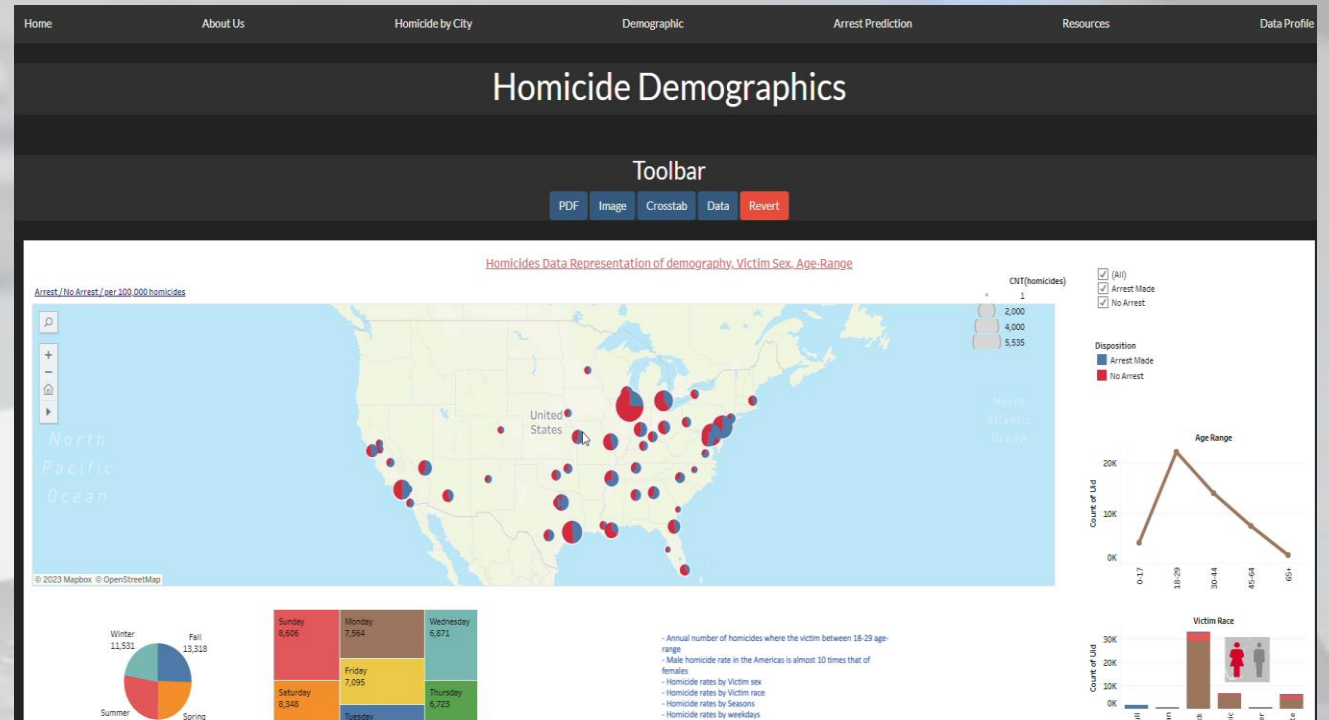 Home About Us Homicide by City Demographic Arrest Prediction Resources Data Profile
Homicide Demographics
Toolbar
PDF Image Crosstab Data Revert
Homicides Data Representation of demography, Victim Sex, Age-Range
Arrest / No Arrest / per 100,000 homicides
CNT(homicides)
1
2,000
4,000
5,535
(All)
Arrest Made
No Arrest
Disposition
Arrest Made
No Arrest
United
States
North
Pacific
Ocean
North
Atlantic
Ocean
© 2023 Mapbox © OpenStreetMap
Age Range
Count of Uid
20K
10K
0K
0-17
18-29
30-44
45-64
65+
Winter
11,531
Fall
13,318
Summer
Spring
Sunday
8,606
Monday
7,564
Wednesday
6,871
Friday
7,095
Saturday
8,348
Thursday
6,723
Tuesday
- Annual number of homicides where the victim between 18-29 age-
range
- Male homicide rate in the Americas is almost 10 times that of
females
- Homicide rates by Victim sex
- Homicide rates by Victim race
- Homicide rates by Seasons
- Homicide rates by weekdays
Victim Race
Count of Uid
30K
20K
10K
0K